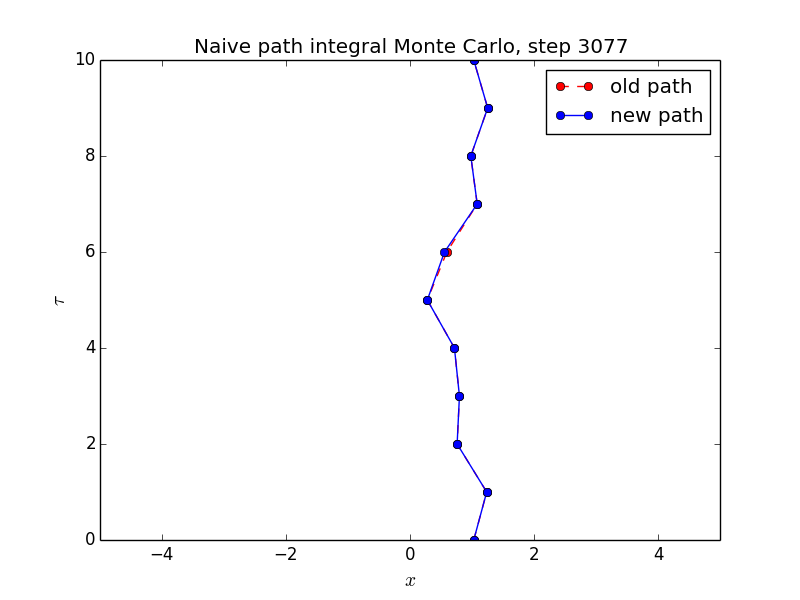 Naive path integral Monte Carlo, step 3077
old path
new path
10
8
6
4
2
0
τ
−4
−2
0
2
4
x